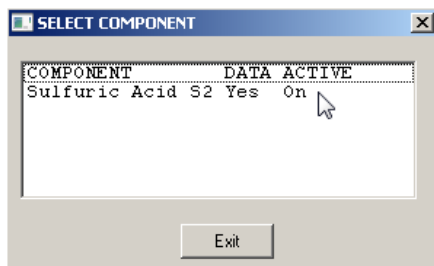 SELECT COMPONENT
COMPONENT DATA ACTIVE
Sulfuric Acid S2 Yes On
Exit